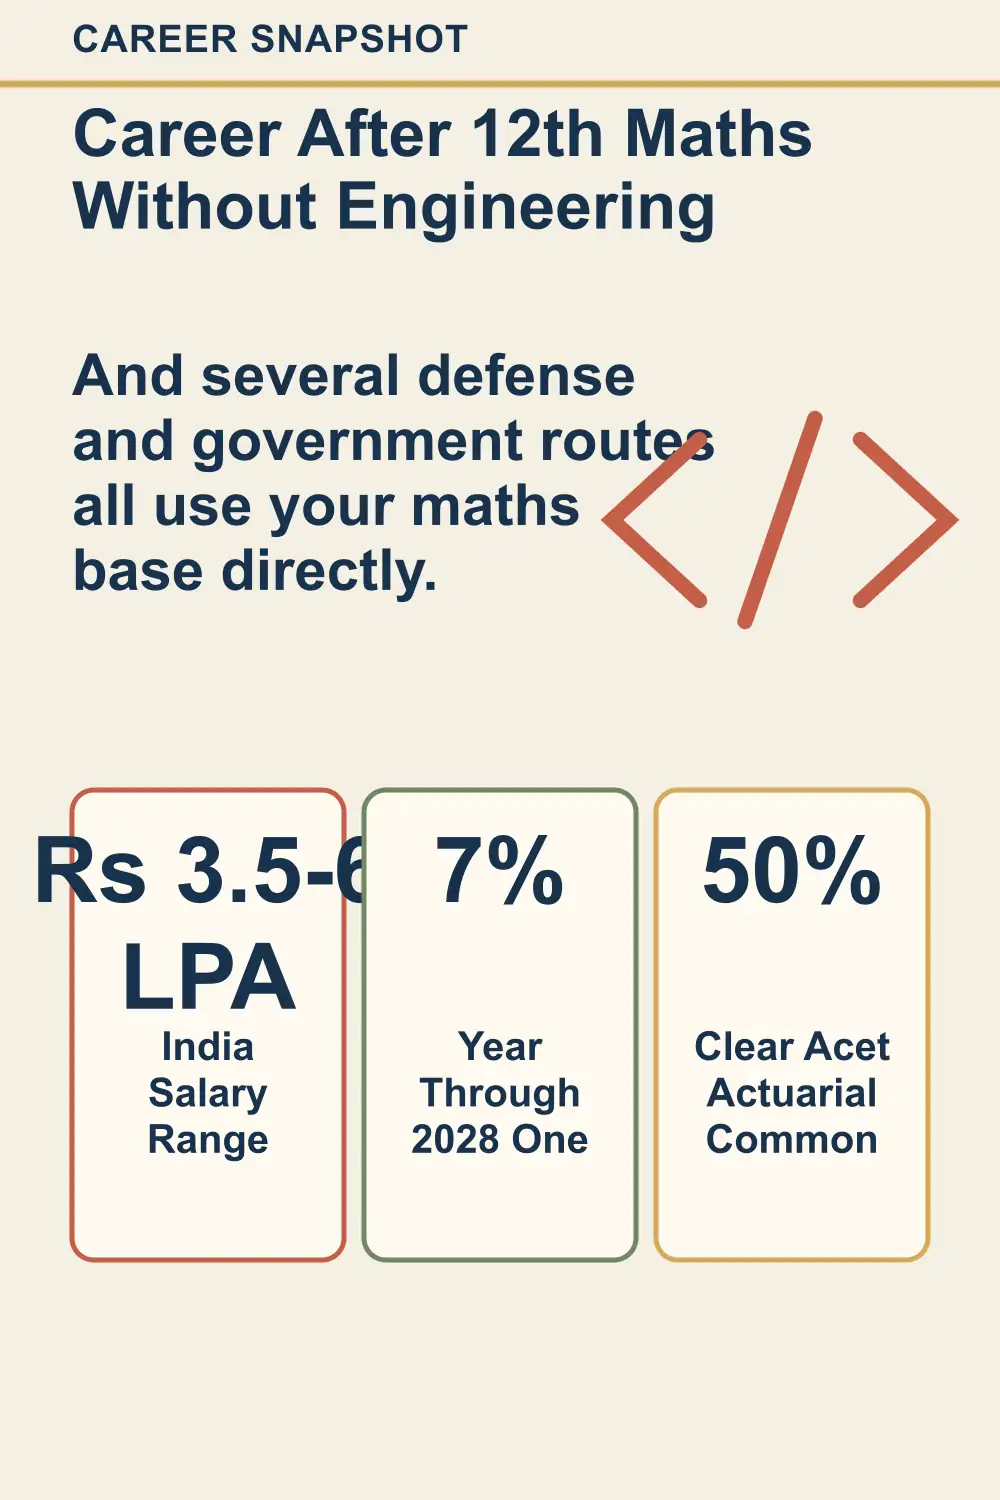 CAREER SNAPSHOT
Career After 12th Maths
Without Engineering
And several defense
and government routes
all use your maths
base directly.
Rs 3.5-6
LPA
India
Salary
Range
7%
Year
Through
2028 One
50%
Clear Acet
Actuarial
Common